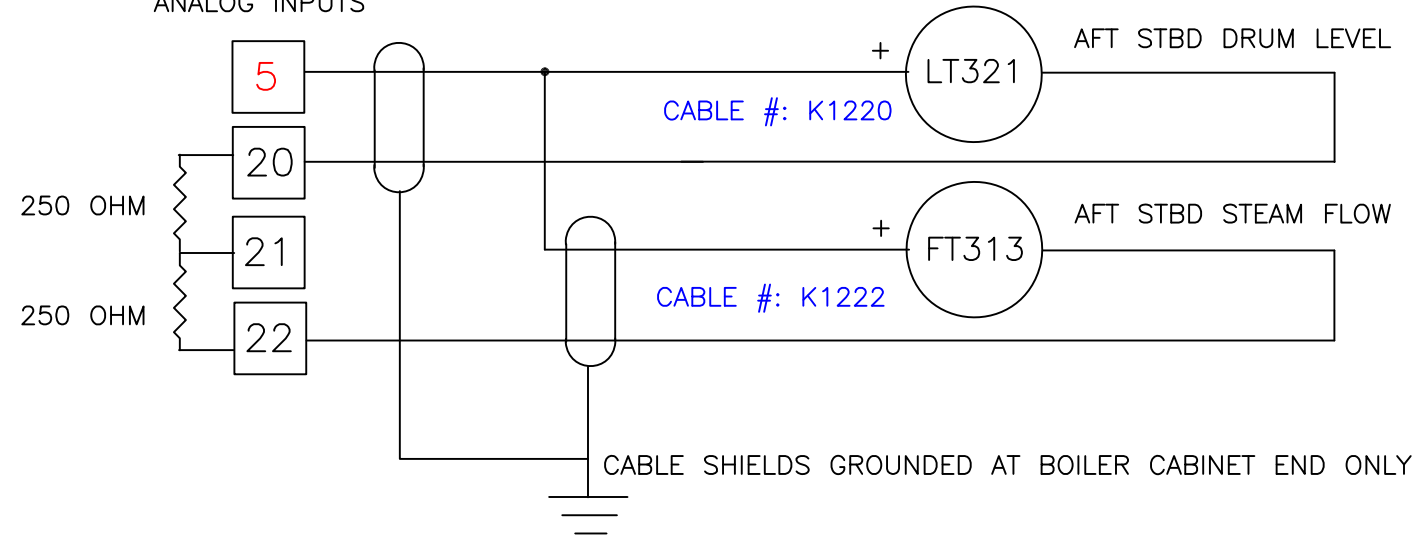 ANALOG INPUTS
5
+
LT321
AFT STBD DRUM LEVEL
CABLE #: K1220
20
250 OHM
21
+
FT313
AFT STBD STEAM FLOW
CABLE #: K1222
250 OHM
22
CABLE SHIELDS GROUNDED AT BOILER CABINET END ONLY